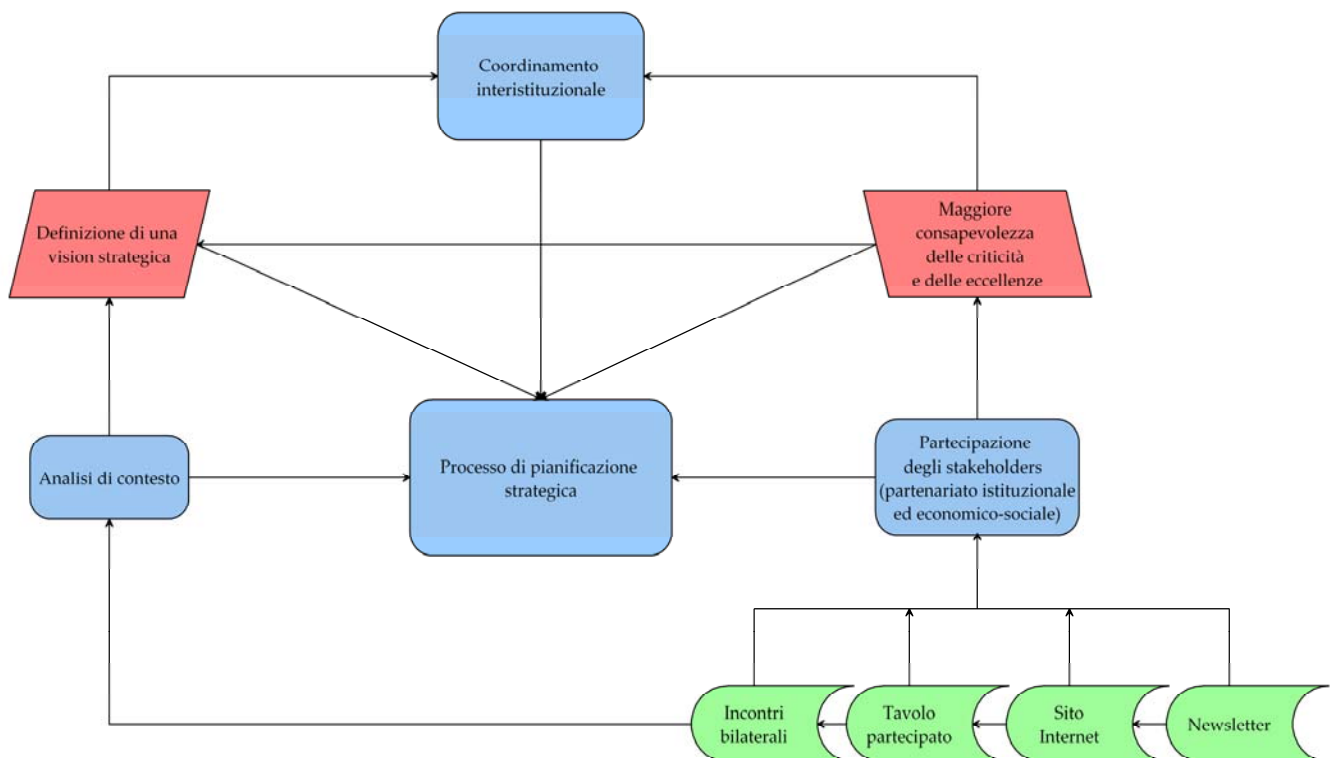 Coordinamento
interistituzionale
Definizione di una
vision strategica
Maggiore
consapevolezza
delle criticità
e delle eccellenze
Analisi di contesto
Processo di pianificazione
strategica
Partecipazione
degli stakeholders
(partenariato istituzionale
ed economico-sociale)
Incontri
bilaterali
Tavolo
partecipato
Sito
Internet
Newsletter